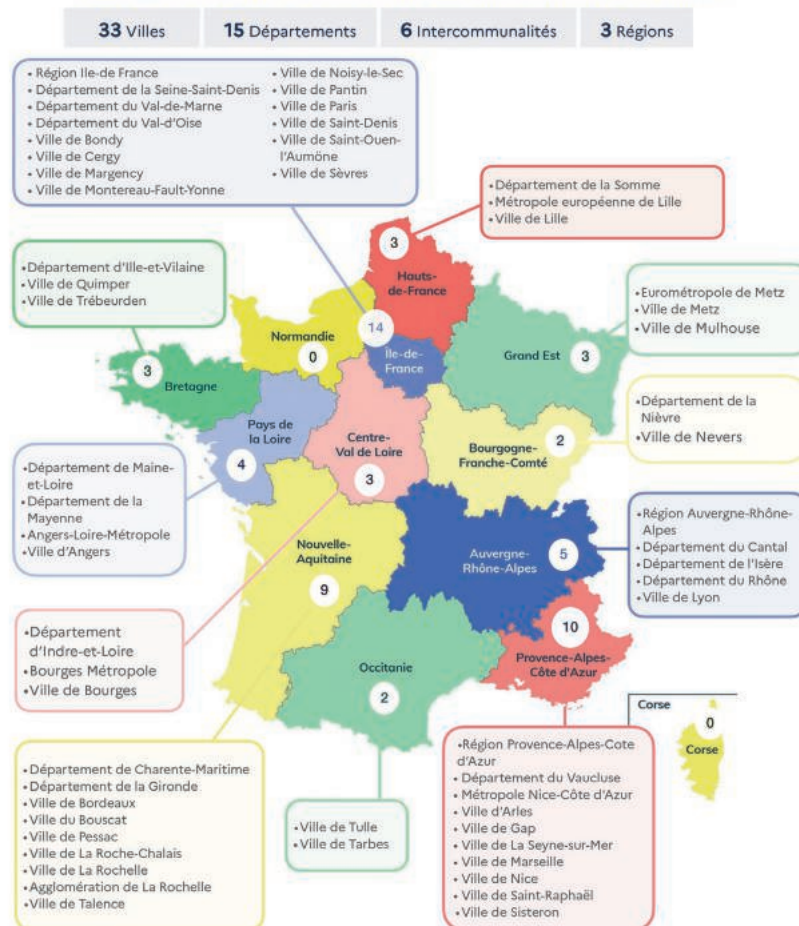 33 Villes
15 Départements
6 Intercommunalités
3 Régions
• Région Ile-de France
• Département de la Seine-Saint-Denis
• Département du Val-de-Marne
• Département du Val-d'Oise
• Ville de Bondy
• Ville de Cergy
• Ville de Margency
• Ville de Montereau-Fault-Yonne
• Ville de Noisy-le-Sec
• Ville de Pantin
• Ville de Paris
• Ville de Saint-Denis
• Ville de Saint-Ouen-
l'Aumöne
• Ville de Sèvres
• Département de la Somme
• Métropole européenne de Lille
• Ville de Lille
3
Hauts-
de-France
• Département d'Ille-et-Vilaine
• Ville de Quimper
• Ville de Trébeurden
• Eurométropole de Metz
• Ville de Metz
• Ville de Mulhouse
Normandie
0
14
Île-de-
France
Grand Est
3
3
Bretagne
• Département de la
Nièvre
• Ville de Nevers
Pays de
la Loire
4
Centre-
Val de Loire
3
Bourgogne-
Franche-Comté
2
• Département de Maine-
et-Loire
• Département de la
Mayenne
• Angers-Loire-Métropole
• Ville d'Angers
• Région Auvergne-Rhône-
Alpes
• Département du Cantal
• Département de l'Isère
• Département du Rhône
• Ville de Lyon
Nouvelle-
Aquitaine
9
Auvergne-
Rhône-Alpes
5
• Département
d'Indre-et-Loire
• Bourges Métropole
• Ville de Bourges
10
Provence-Alpes-
Côte d'Azur
Occitanie
2
Corse
0
Corse
• Département de Charente-Maritime
• Département de la Gironde
• Ville de Bordeaux
• Ville du Bouscat
• Ville de Pessac
• Ville de La Roche-Chalais
• Ville de La Rochelle
• Agglomération de La Rochelle
• Ville de Talence
• Ville de Tulle
• Ville de Tarbes
• Région Provence-Alpes-Cote
d'Azur
• Département du Vaucluse
• Métropole Nice-Côte d'Azur
• Ville d'Arles
• Ville de Gap
• Ville de La Seyne-sur-Mer
• Ville de Marseille
• Ville de Nice
• Ville de Saint-Raphaël
• Ville de Sisteron